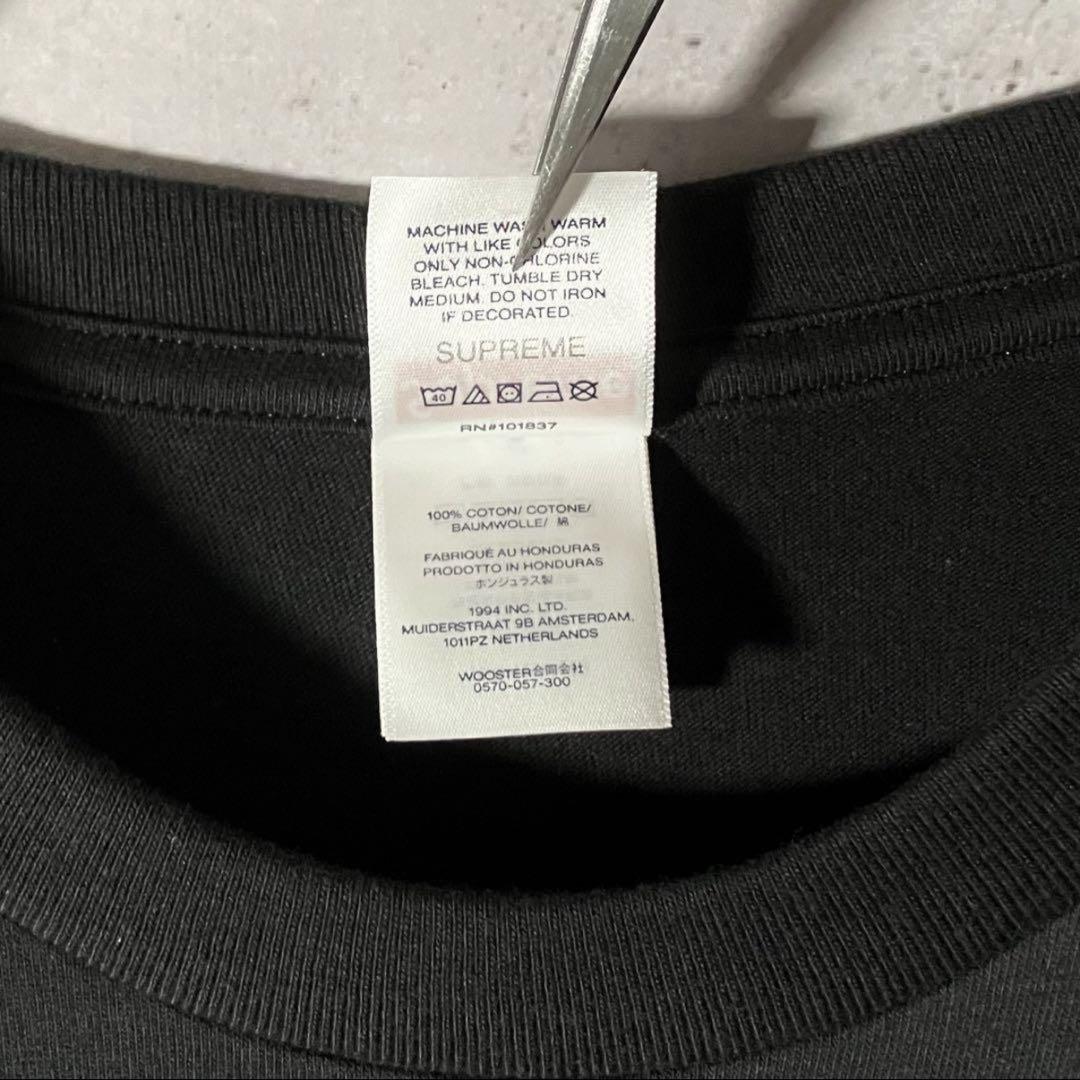 MACHINE WASH WARM
WITH LIKE COLORS
ONLY NON-CHLORINE
BLEACH. TUMBLE DRY
MEDIUM. DO NOT IRON
IF DECORATED.
SUPREME
40
RN#101837
100% COTON/ COTONE/
BAUMWOLLE/ 綿
FABRIQUÉ AU HONDURAS
PRODOTTO IN HONDURAS
ホンジュラス製
1994 INC. LTD.
MUIDERSTRAAT 9B AMSTERDAM,
1011PZ NETHERLANDS
WOOSTER合同会社
0570-057-300